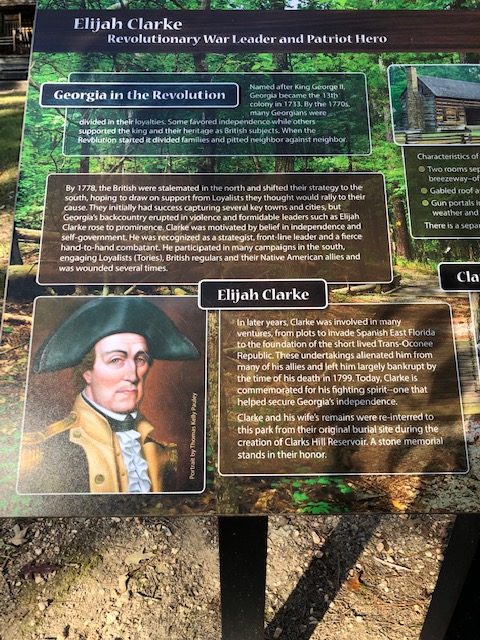 Elijah Clarke
Revolutionary War Leader and Patriot Hero
Georgia in the Revolution
Named after King George II,
Georgia became the 13th
colony in 1733. By the 1770s,
many Georgians were
divided in their loyalties. Some favored independence while others
supported the king and their heritage as British subjects. When the
Revolution started it divided families and pitted neighbor against neighbor.
By 1778, the British were stalemated in the north and shifted their strategy to the
south, hoping to draw on support from Loyalists they thought would rally to their
cause. They initially had success capturing several key towns and cities, but
Georgia's backcountry erupted in violence and formidable leaders such as Elijah
Clarke rose to prominence. Clarke was motivated by belief in independence and
self-government. He was recognized as a strategist, front-line leader and a fierce
hand-to-hand combatant. He participated in many campaigns in the south,
engaging Loyalists (Tories), British regulars and their Native American allies and
was wounded several times.
Elijah Clarke
In later years, Clarke was involved in many
ventures, from plots to invade Spanish East Florida
to the foundation of the short lived Trans-Oconee
Republic. These undertakings alienated him from
many of his allies and left him largely bankrupt by
the time of his death in 1799. Today, Clarke is
commemorated for his fighting spirit–one that
helped secure Georgia's independence.
Clarke and his wife's remains were re-interred to
this park from their original burial site during the
creation of Clarks Hill Reservoir. A stone memorial
stands in their honor.
Portrait by Thomas Kelly Pauley
Characteristics of
Two rooms sep
breezeway–of
Gabled roof a
Gun portals i
weather and
There is a sepa
Cla